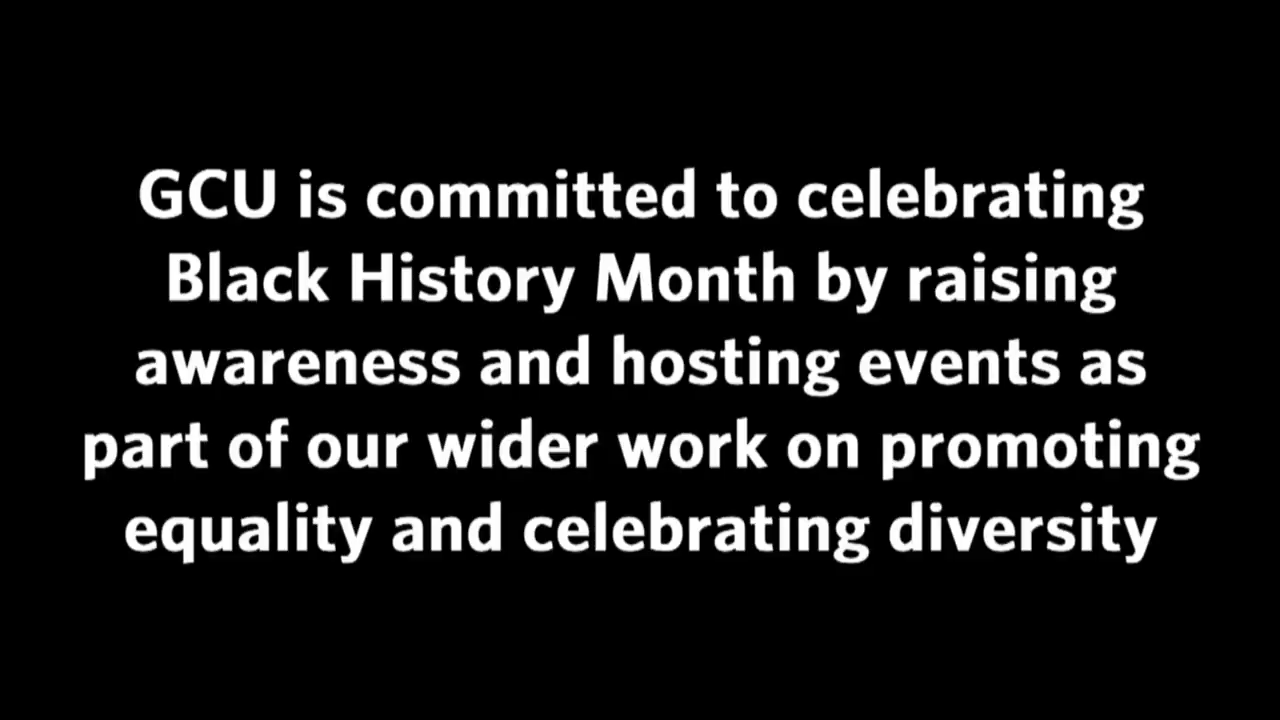 GCU is committed to celebrating
Black History Month by raising
awareness and hosting events as
part of our wider work on promoting
equality and celebrating diversity